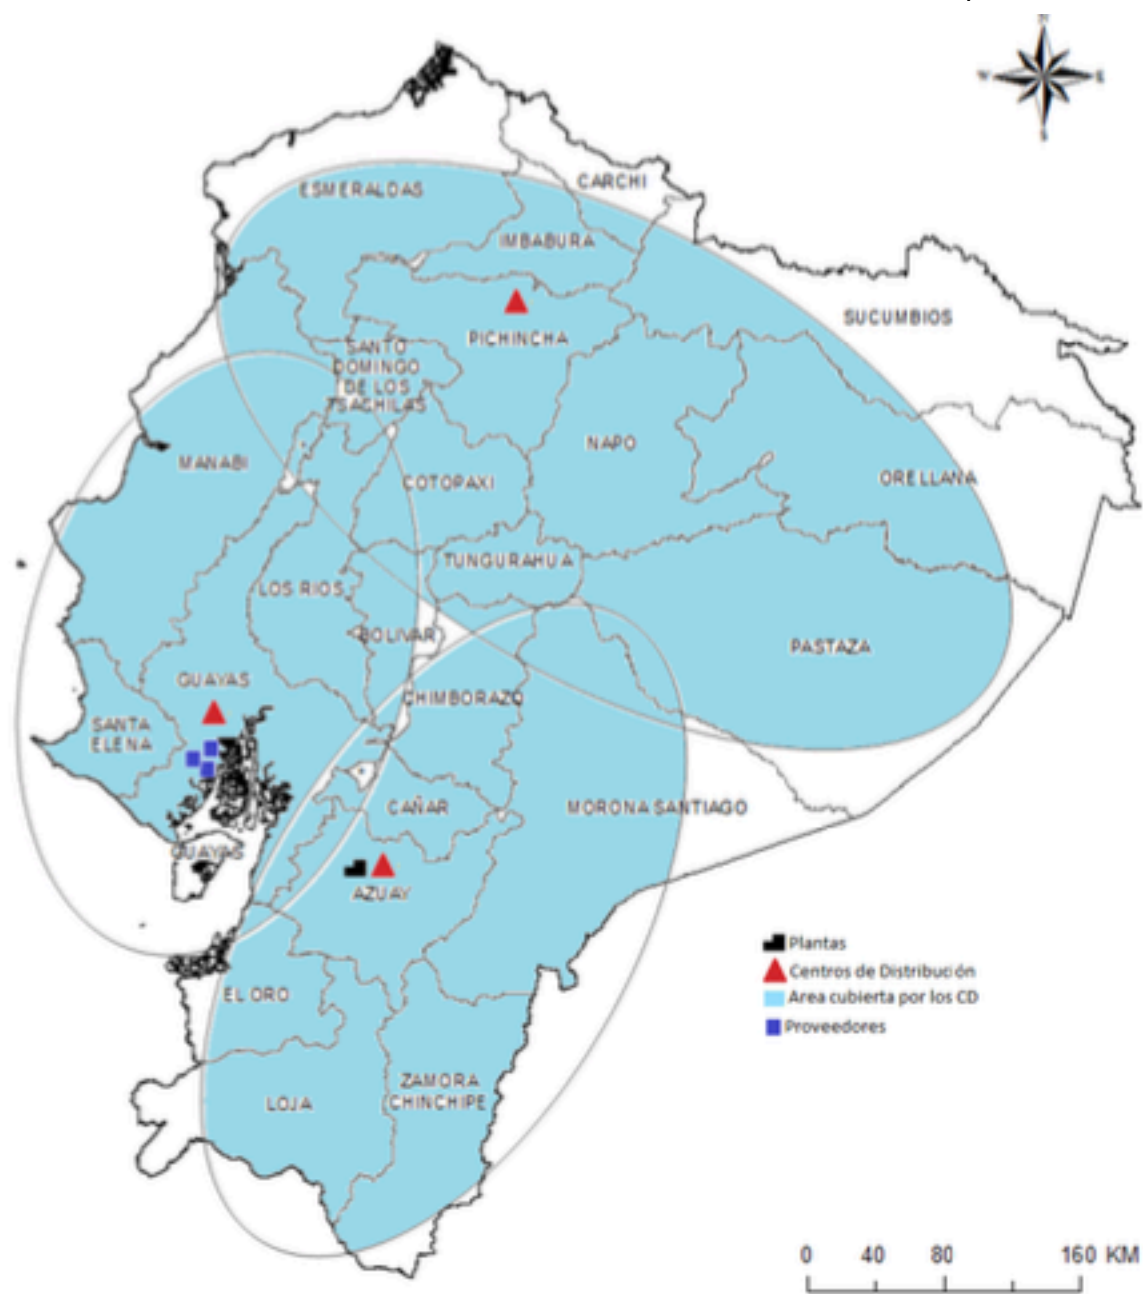 N
W
E
S
CARCHI
ESMERALDAS
IMBABURA
SUCUMBIOS
PICHINCHA
SANTO
DOMINGO
DE LOS
TSACHILAS
NAPO
MANABI
COTOPAXI
ORELLANA
TUNGURAHUA
LOS RIOS
BOLIVAR
PASTAZA
GUAYAS
CHIMBORAZO
SANTA
ELENA
CAÑAR
MORONA SANTIAGO
GUAYAS
AZUAY
Plantas
Centros de Distribución
Area cubierta por los CD
Proveedores
EL ORO
ZAMORA
CHINCHIPE
LOJA
0 40 80 160 KM